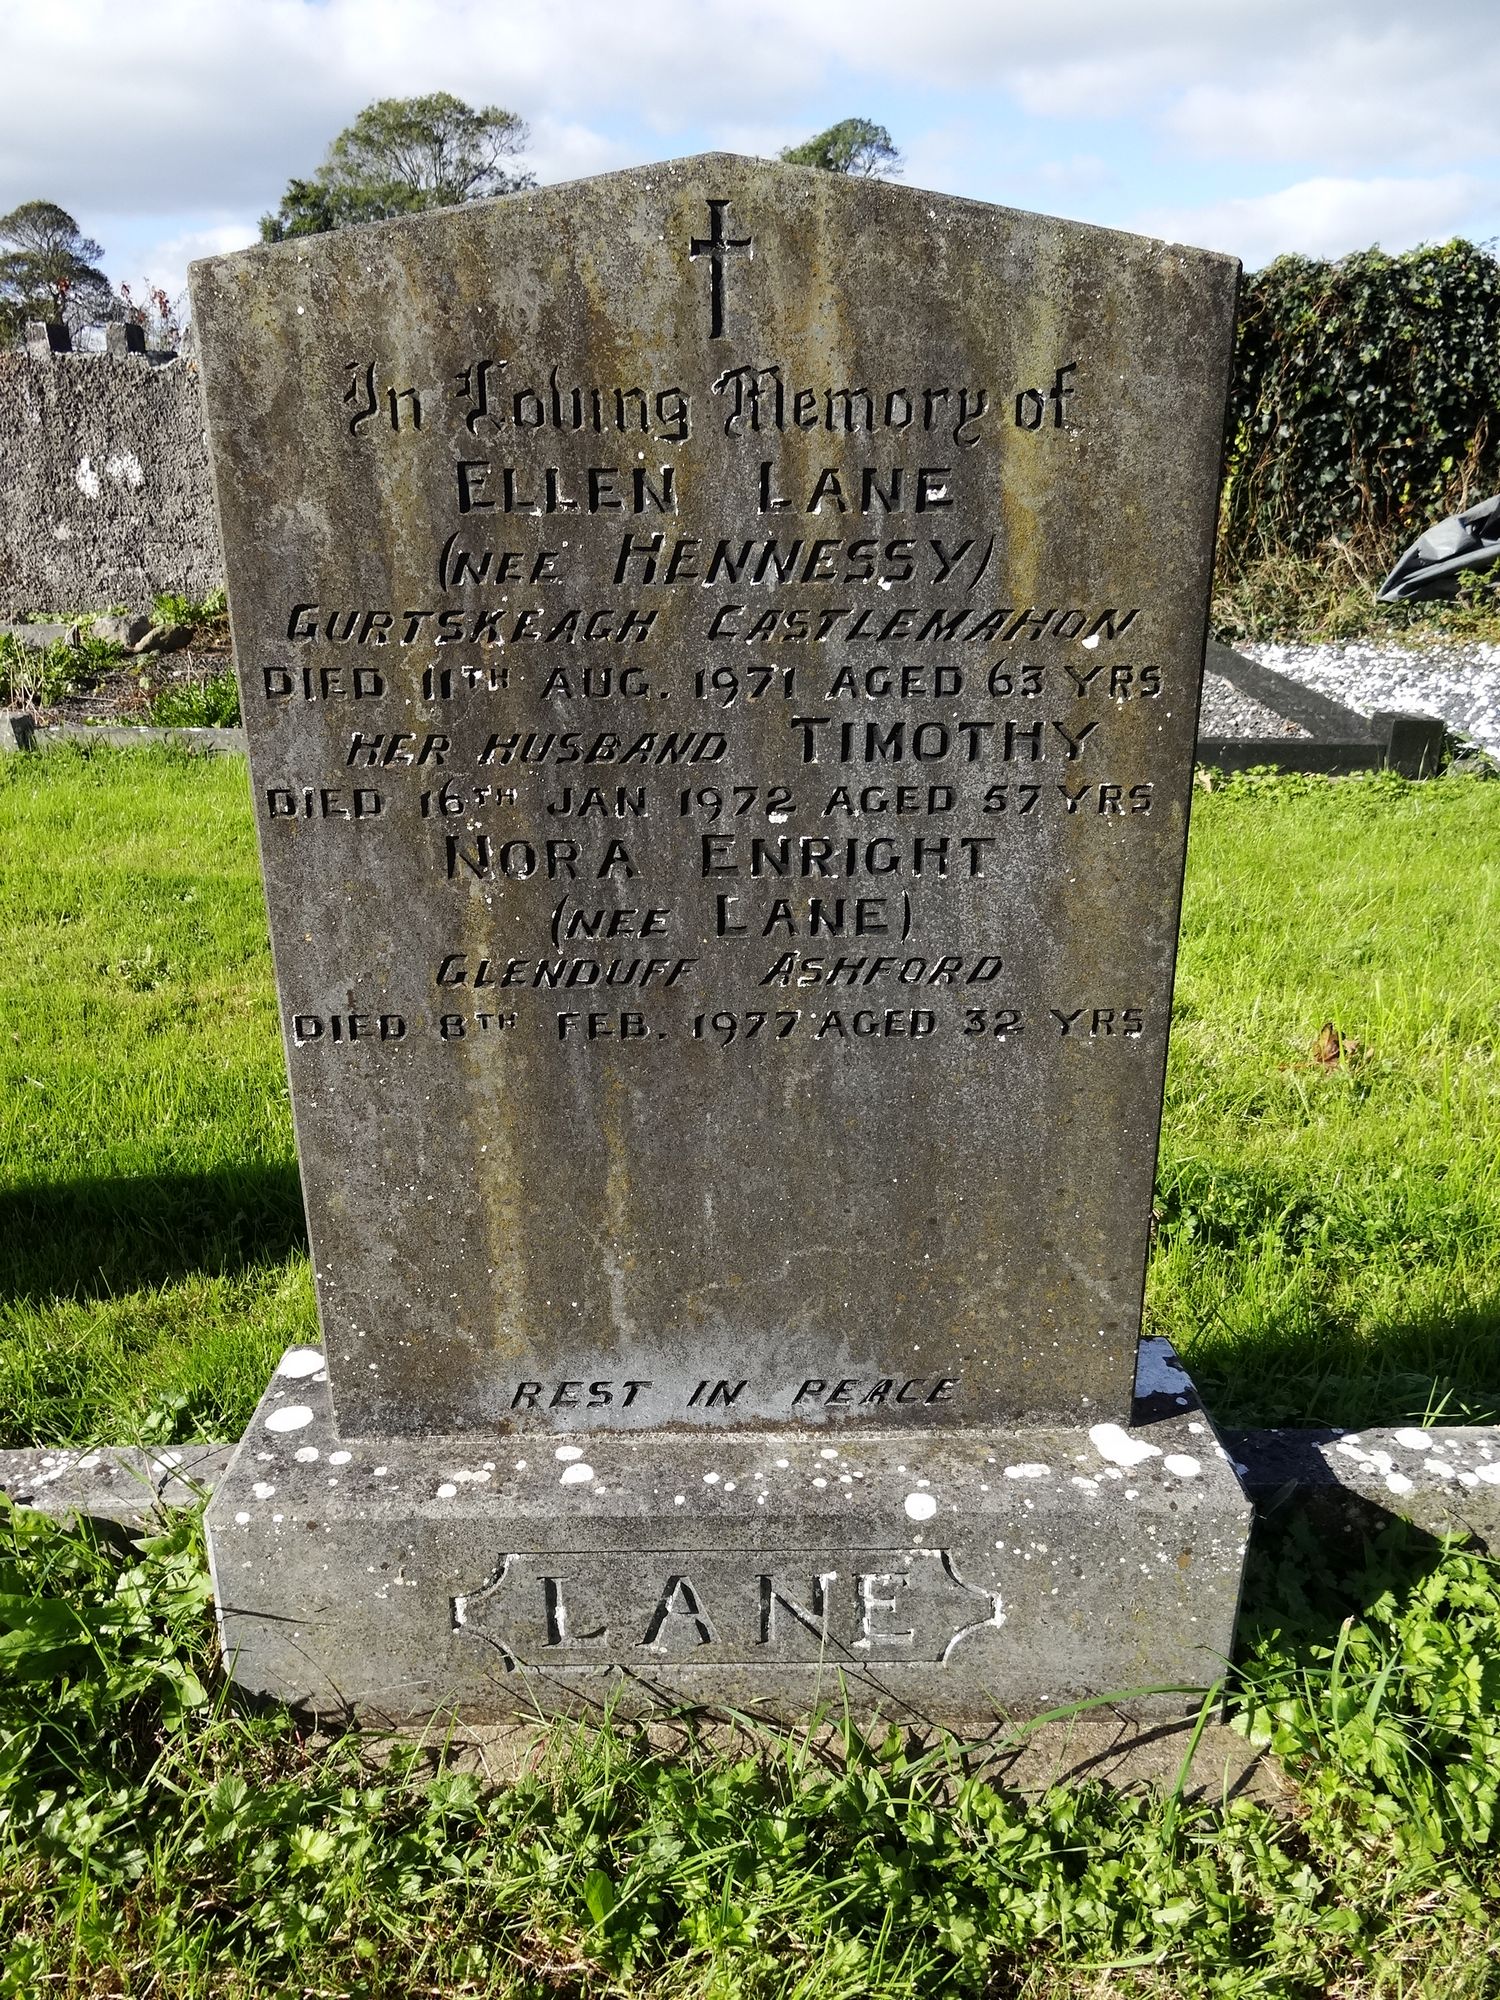 In Loving Memory of
ELLEN LANE
(NEE HENNESSY)
GURTSKEAGH CASTLEMAHON
DIED 11TH AUG. 1971 AGED 63 YRS
HER HUSBAND TIMOTHY
DIED 16TH JAN 1972 AGED 57 YRS
NORA ENRIGHT
(NEE LANE)
GLENDUFF ASHFORD
DIED 8TH FEB. 1977 AGED 32 YRS
REST IN PEACE
LANE